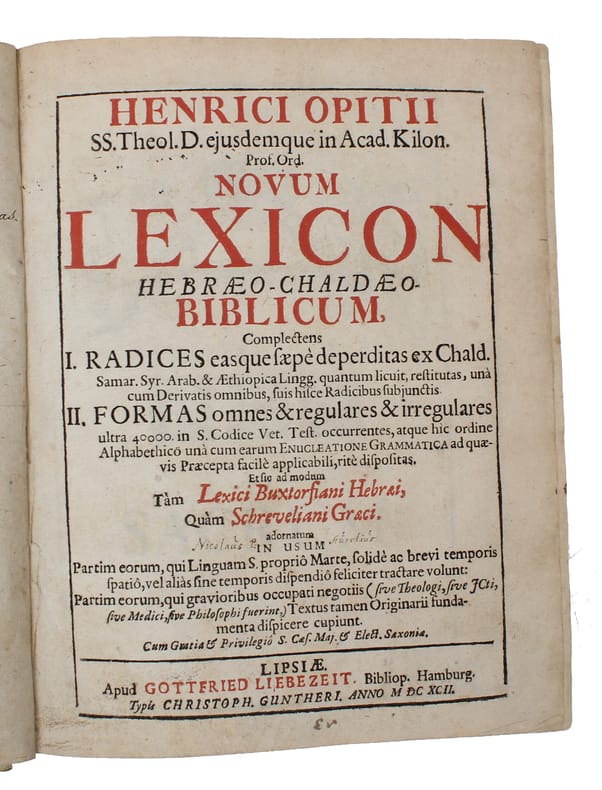 HENRICI OPITII
SS. Theol. D. ejusdemque in Acad. Kilon.
Prof. Ord.
NOVUM
LEXICON
HEBRÆO-CHALDÆO-
BIBLICUM,
Complectens
I. RADICES easque sæpè deperditas ex Chald.
Samar. Syr. Arab. & Æthiopica Lingg. quantum licuit, restitutas, unà
cum Derivatis omnibus, suis hisce Radicibus subjunctis.
II. FORMAS omnes & regulares & irregulares
ultra 40000. in S. Codice Vet. Test. occurrentes, atque hic ordine
Alphabethicô unà cum earum ENUCLEATIONE GRAMMATICA ad quæ-
vis Præcepta facilè applicabili, ritè dispositas.
Et sic ad modum
Tàm Lexici Buxtorfiani Hebræi,
Quàm Schreveliani Græci.
adornatum
Nicolaus
IN USUM
Partim eorum, qui Linguam S. propriô Marte, solidè ac brevi temporis
spatiô, vel aliàs sine temporis dispendiô feliciter tractare volunt:
Partim eorum, qui gravioribus occupati negotiis (sive Theologi, sive JCti,
sive Medici, sive Philosophi fuerint,) Textus tamen Originarii funda-
menta dispicere cupiunt.
Cum Gratia & Privilegiô S. Cæs. Maj. & Elect. Saxoniæ.
LIPSIÆ.
Apud GOTTFRIED LIEBEZEIT. Bibliop. Hamburg.
Typis CHRISTOPH. GUNTHERI. ANNO M DC XCII.